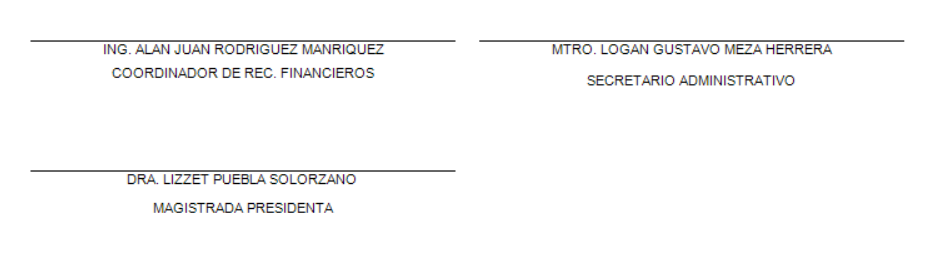 ING. ALAN JUAN RODRIGUEZ MANRIQUEZ
COORDINADOR DE REC. FINANCIEROS
MTRO. LOGAN GUSTAVO MEZA HERRERA
SECRETARIO ADMINISTRATIVO
DRA. LIZZET PUEBLA SOLORZANO
MAGISTRADA PRESIDENTA